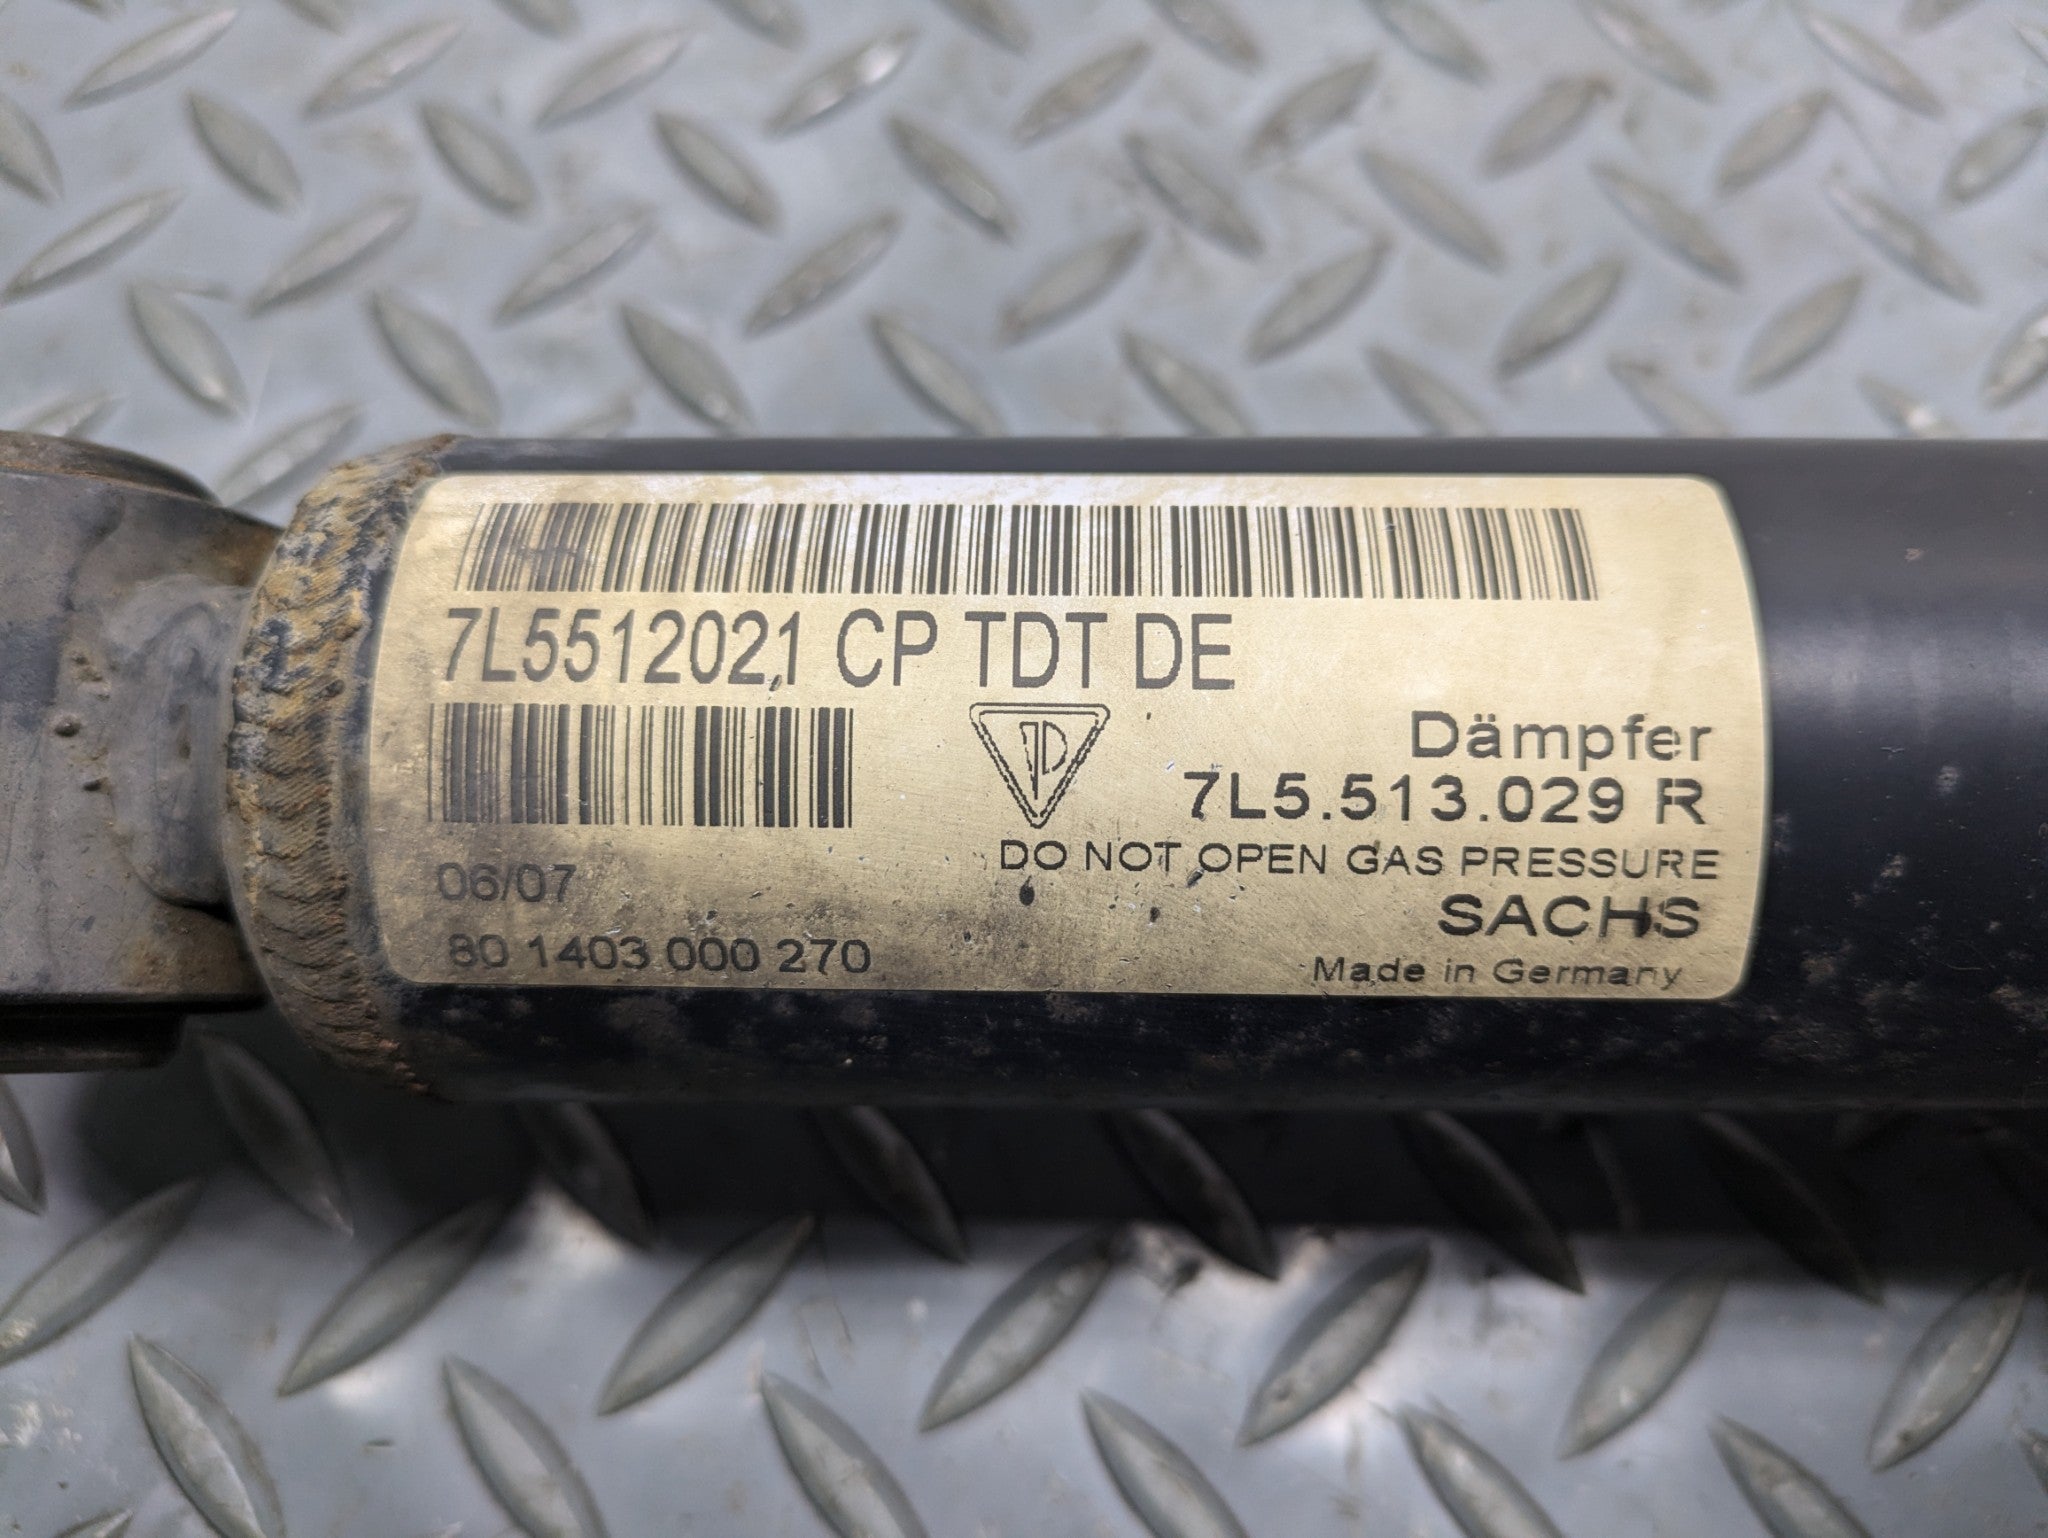 7L5512021 CP TDT DE
Dämpfer
7L5.513.029 R
DO NOT OPEN GAS PRESSURE
06/07
SACHS
80 1403 000 270
Made in Germany